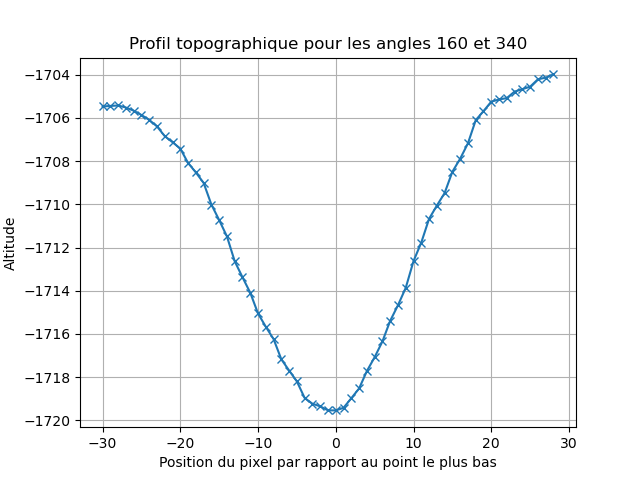 Profil topographique pour les angles 160 et 340
Altitude
−1704
−1706
−1708
−1710
−1712
−1714
−1716
−1718
−1720
−30 −20 −10 0 10 20 30
Position du pixel par rapport au point le plus bas